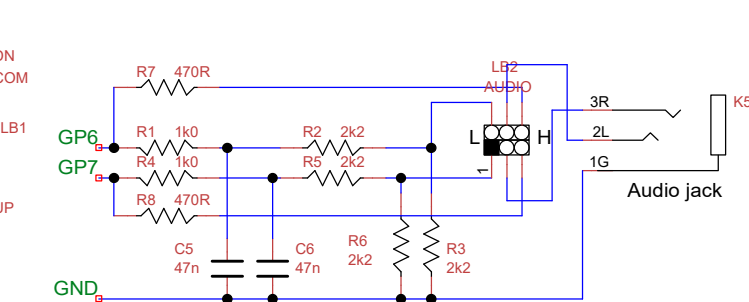 ON
COM
LB1
UP
R7 470R
GP6
R1 1k0
R2 2k2
GP7
R4 1k0
R5 2k2
R8 470R
C5
47n
C6
47n
R6
2k2
R3
2k2
GND
LB2
AUDIO
L
H
1
3R
2L
1G
K5
Audio jack